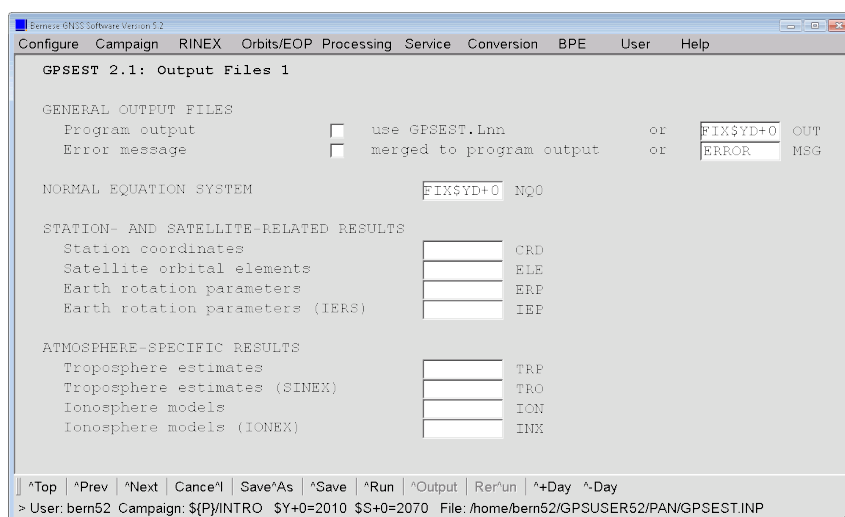 Bernese GNSS Software Version 5.2
Configure Campaign RINEX Orbits/EOP Processing Service Conversion BPE User Help
GPSEST 2.1: Output Files 1
GENERAL OUTPUT FILES
Program output use GPSEST.Lnn or FIX$YD+0 OUT
Error message merged to program output or ERROR MSG
NORMAL EQUATION SYSTEM FIX$YD+0 NQ0
STATION- AND SATELLITE-RELATED RESULTS
Station coordinates CRD
Satellite orbital elements ELE
Earth rotation parameters ERP
Earth rotation parameters (IERS) IEP
ATMOSPHERE-SPECIFIC RESULTS
Troposphere estimates TRP
Troposphere estimates (SINEX) TRO
Ionosphere models ION
Ionosphere models (IONEX) INX
^Top ^Prev ^Next Cance^l Save^As ^Save ^Run ^Output Rer^un ^+Day ^-Day
> User: bern52 Campaign: ${P}/INTRO $Y+0=2010 $S+0=2070 File: /home/bern52/GPSUSER52/PAN/GPSEST.INP